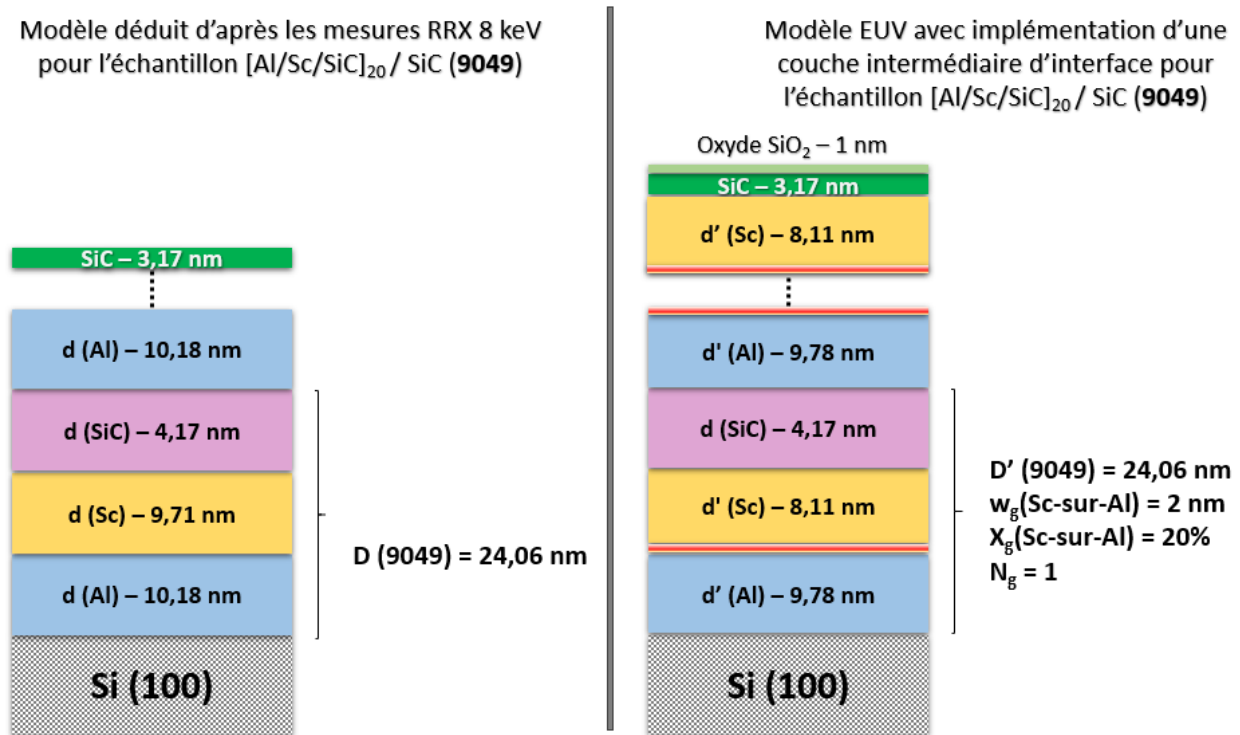 Modèle déduit d’après les mesures RRX 8 keV
pour l’échantillon [Al/Sc/SiC]₂₀ / SiC (9049)
SiC – 3,17 nm
d (Al) – 10,18 nm
d (SiC) – 4,17 nm
d (Sc) – 9,71 nm
d (Al) – 10,18 nm
D (9049) = 24,06 nm
Si (100)
Modèle EUV avec implémentation d’une
couche intermédiaire d’interface pour
l’échantillon [Al/Sc/SiC]₂₀ / SiC (9049)
Oxyde SiO₂ – 1 nm
SiC – 3,17 nm
d’ (Sc) – 8,11 nm
d' (Al) – 9,78 nm
d (SiC) – 4,17 nm
d' (Sc) – 8,11 nm
d’ (Al) – 9,78 nm
D’ (9049) = 24,06 nm
w_g(Sc-sur-Al) = 2 nm
X_g(Sc-sur-Al) = 20%
N_g = 1
Si (100)